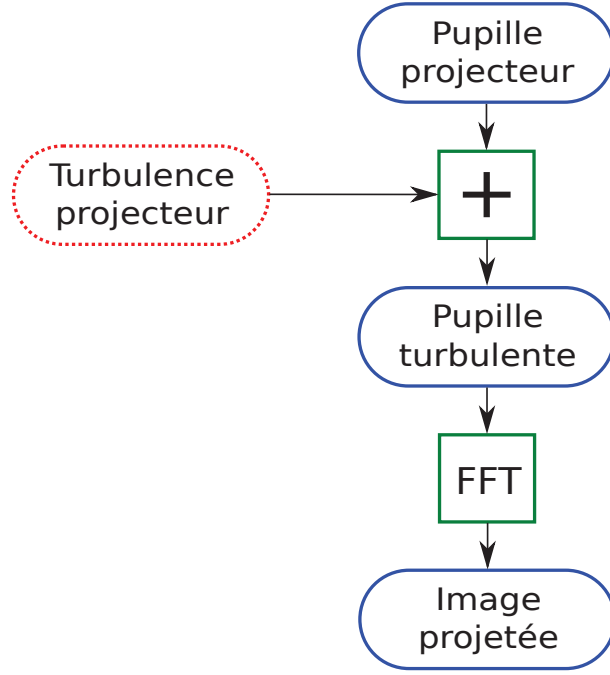 Pupille
projecteur
Turbulence
projecteur
+
Pupille
turbulente
FFT
Image
projetée